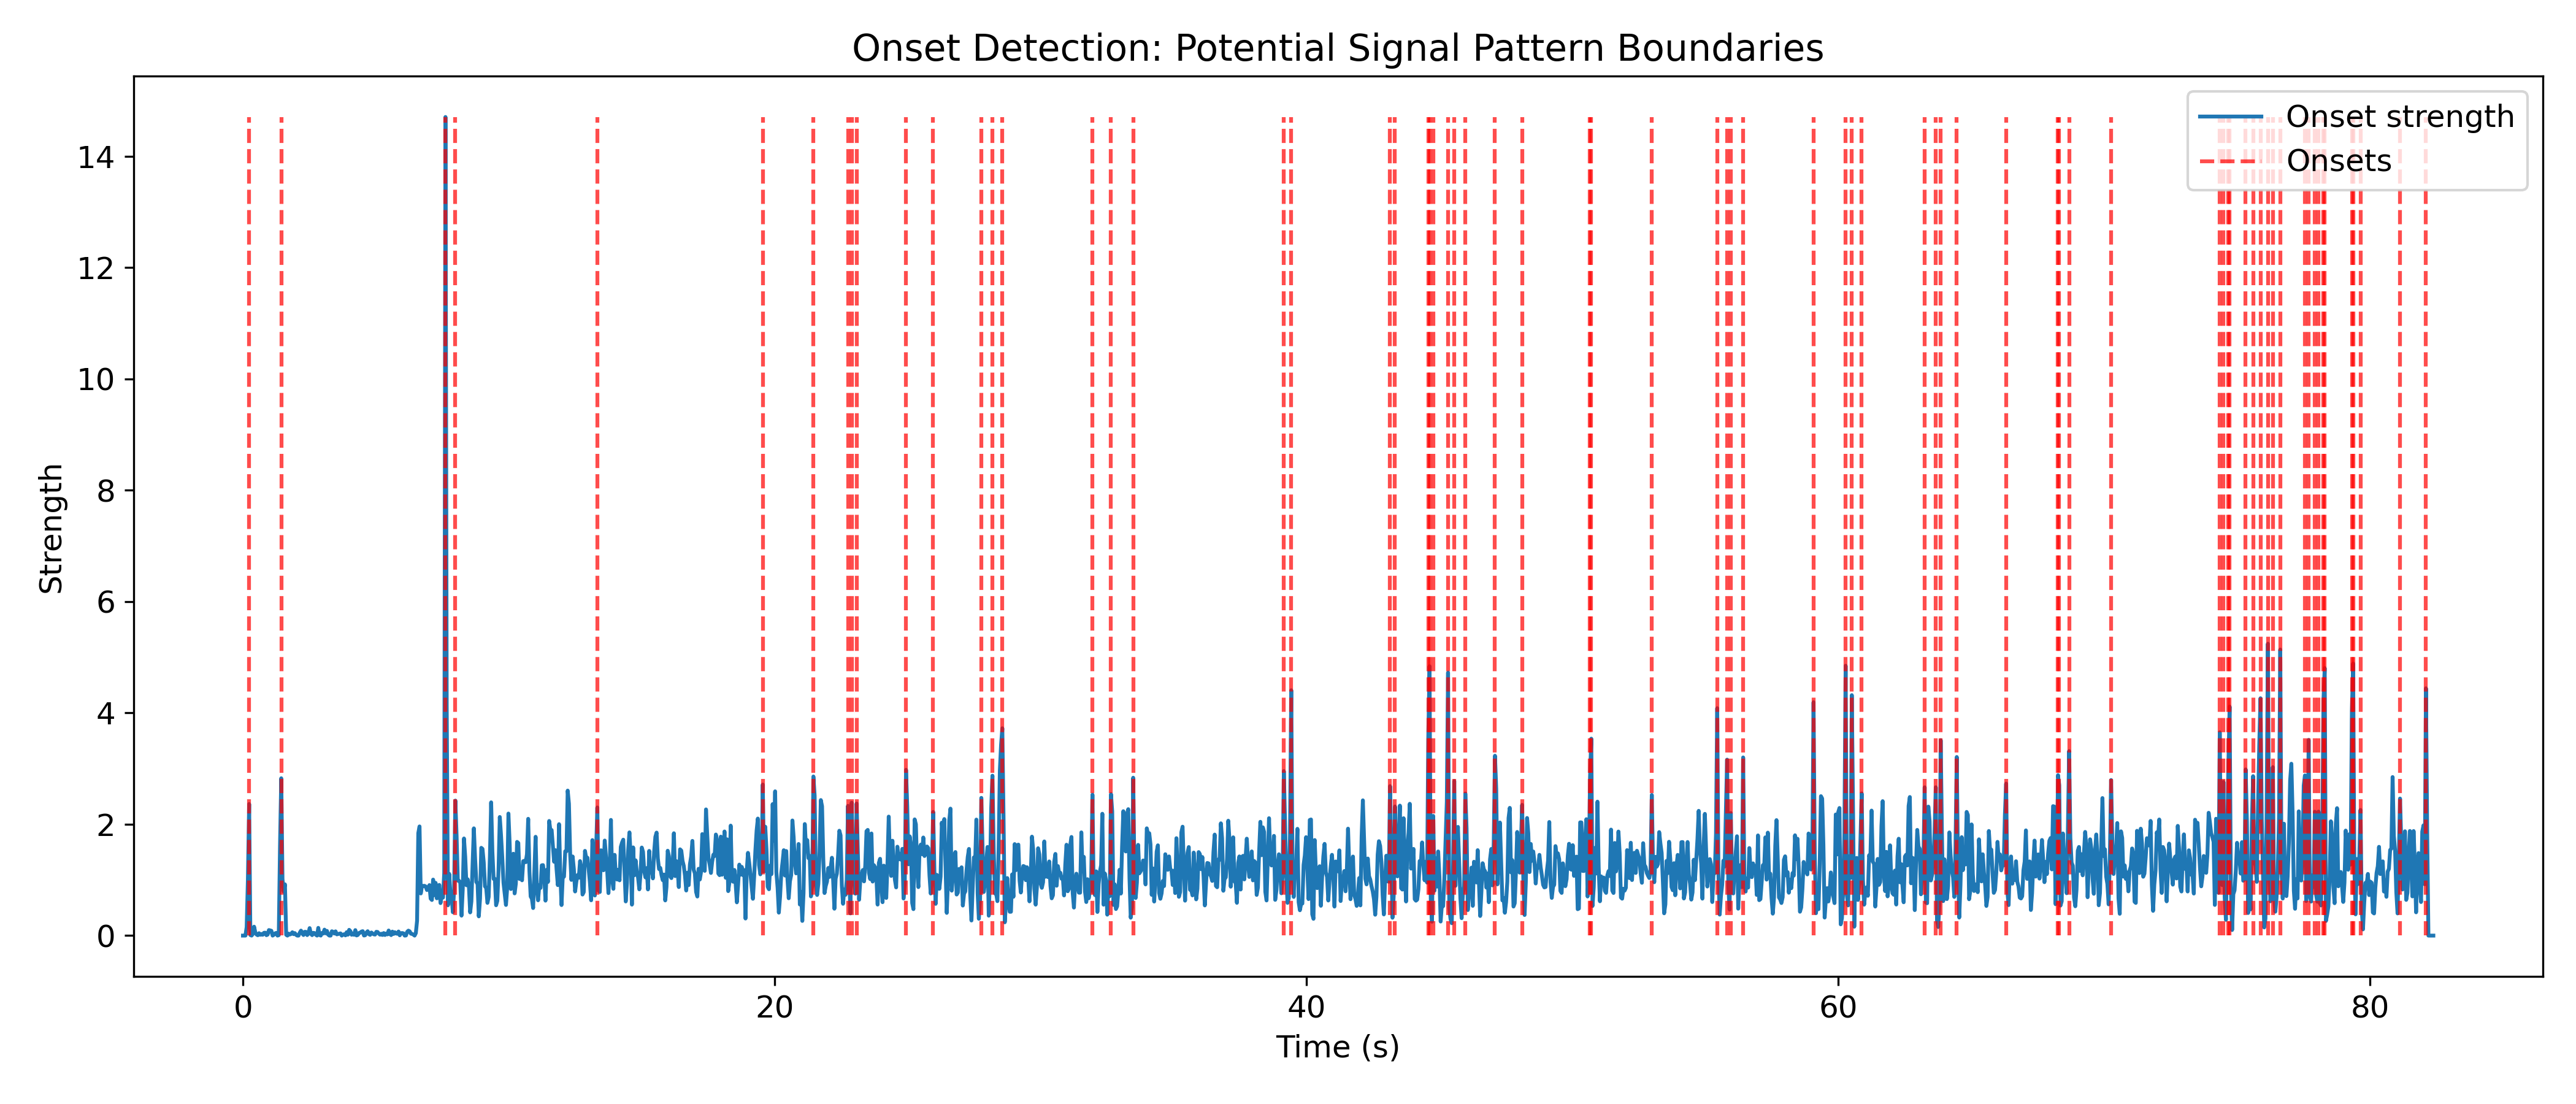 Onset Detection: Potential Signal Pattern Boundaries
Onset strength
Onsets
Strength
14
12
10
8
6
4
2
0
0 20 40 60 80
Time (s)